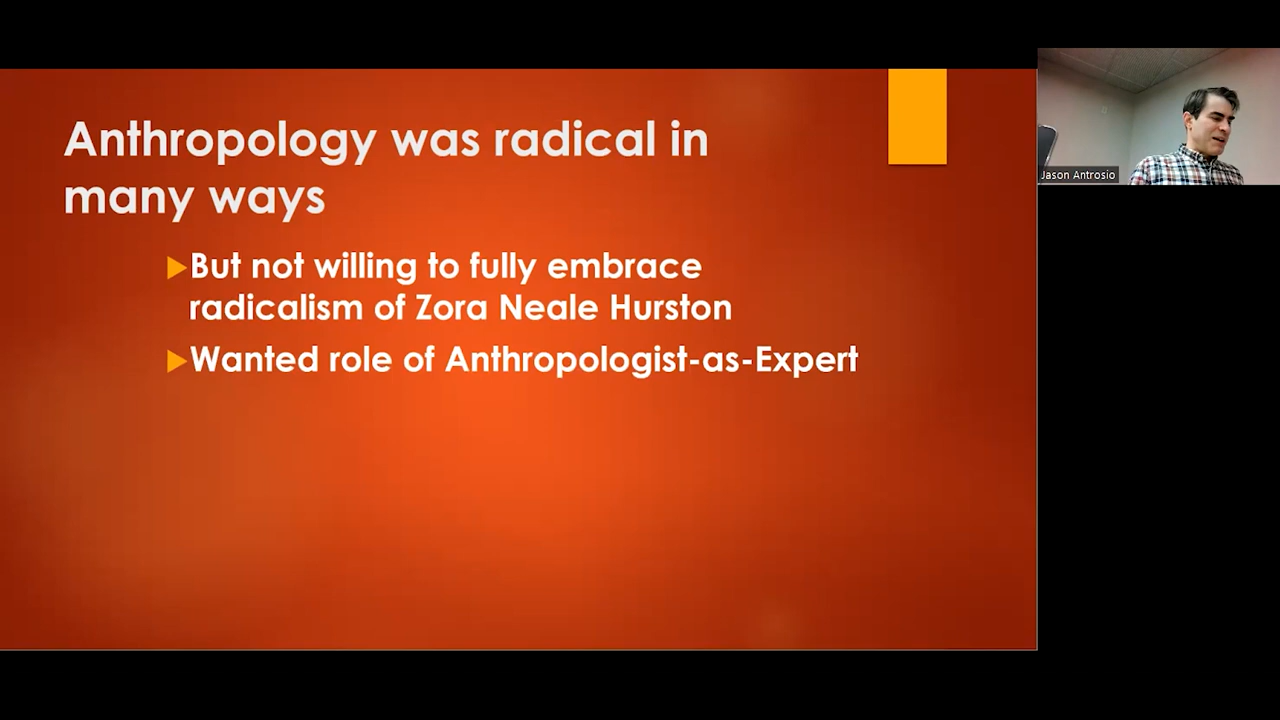 Anthropology was radical in
many ways
But not willing to fully embrace
radicalism of Zora Neale Hurston
Wanted role of Anthropologist-as-Expert
Jason Antrosio